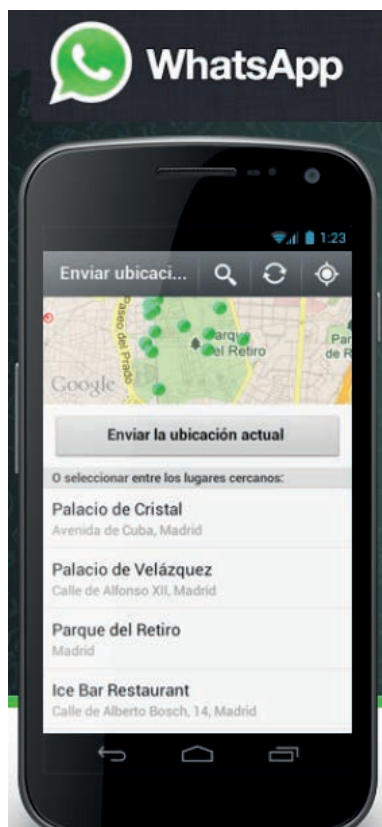 WhatsApp
1:23
Enviar ubicaci...
Paseo del Prado
Parque
del Retiro
Par
de R
Google
Enviar la ubicación actual
O seleccionar entre los lugares cercanos:
Palacio de Cristal
Avenida de Cuba, Madrid
Palacio de Velázquez
Calle de Alfonso XII, Madrid
Parque del Retiro
Madrid
Ice Bar Restaurant
Calle de Alberto Bosch, 14, Madrid